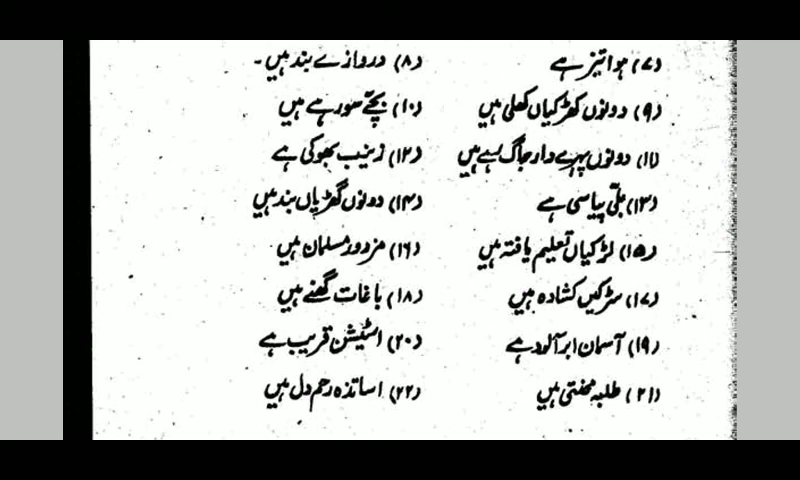 (۷) ہوا تیز ہے (۸) دروازے بند ہیں۔
(۹) دونوں کھڑکیاں کھلی ہیں (۱۰) بچّے سو رہے ہیں
(۱۱) دونوں پہرے دار جاگ رہے ہیں (۱۲) زینب بھوکی ہے
(۱۳) بلّی پیاسی ہے (۱۴) دونوں گھڑیاں بند ہیں
(۱۵) لڑکیاں تعلیم یافتہ ہیں (۱۶) مزدور مسلمان ہیں
(۱۷) سڑکیں کشادہ ہیں (۱۸) باغات گھنے ہیں
(۱۹) آسمان ابر آلود ہے (۲۰) اسٹیشن قریب ہے
(۲۱) طلبہ محنتی ہیں (۲۲) اساتذہ رحم دل ہیں